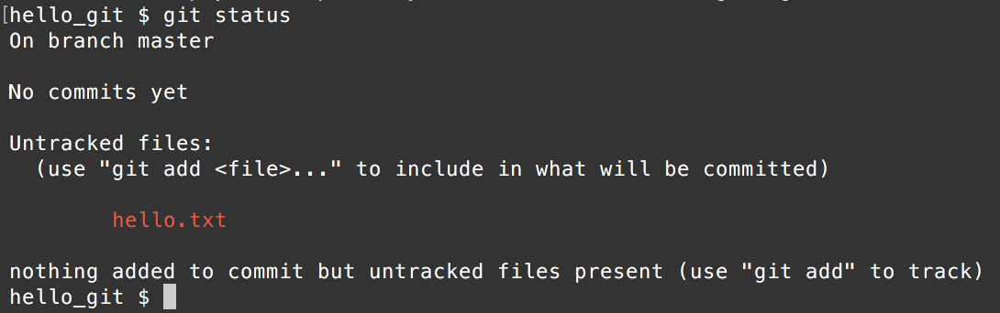 [hello_git $ git status
On branch master
No commits yet
Untracked files:
(use "git add <file>..." to include in what will be committed)
hello.txt
nothing added to commit but untracked files present (use "git add" to track)
hello_git $